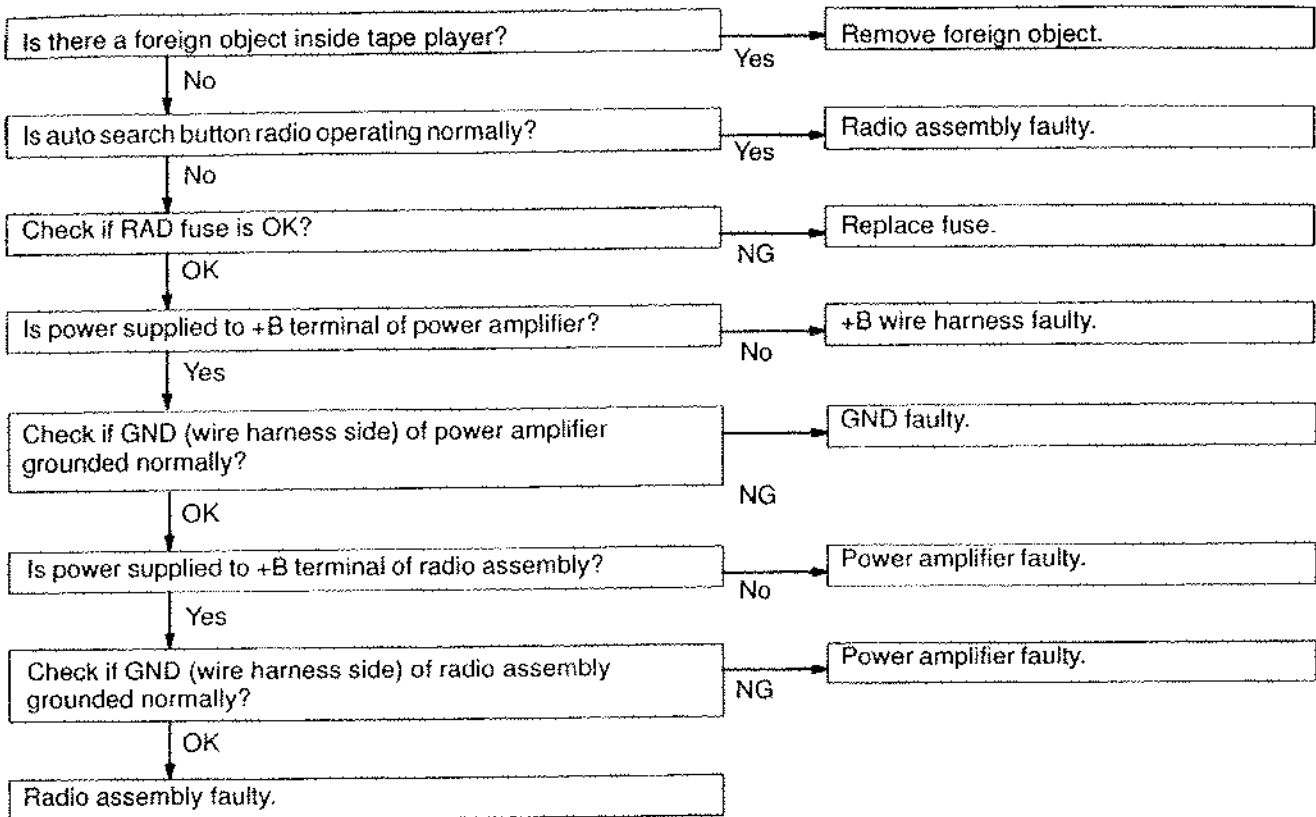 Is there a foreign object inside tape player?
Yes
Remove foreign object.
No
Is auto search button radio operating normally?
Yes
Radio assembly faulty.
No
Check if RAD fuse is OK?
NG
Replace fuse.
OK
Is power supplied to +B terminal of power amplifier?
No
+B wire harness faulty.
Yes
Check if GND (wire harness side) of power amplifier
grounded normally?
NG
GND faulty.
OK
Is power supplied to +B terminal of radio assembly?
No
Power amplifier faulty.
Yes
Check if GND (wire harness side) of radio assembly
grounded normally?
NG
Power amplifier faulty.
OK
Radio assembly faulty.